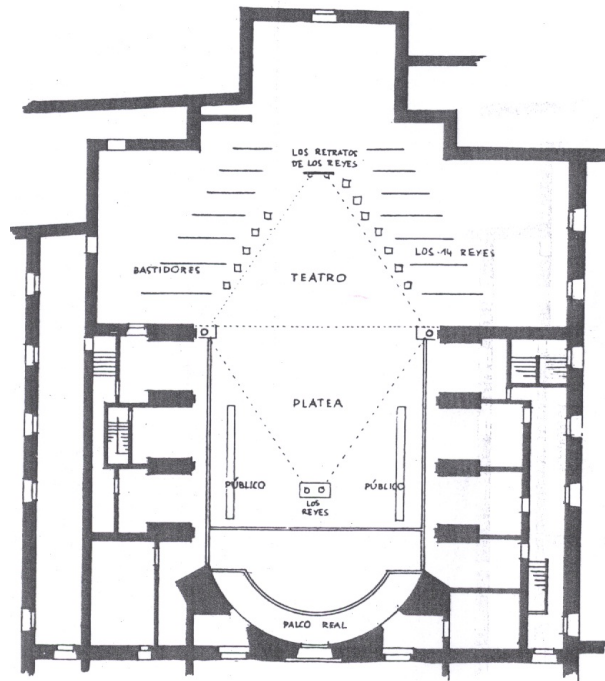 LOS RETRATOS
DE LOS REYES
LOS 14 REYES
BASTIDORES
TEATRO
PLATEA
PÚBLICO
PÚBLICO
LOS
REYES
PALCO REAL